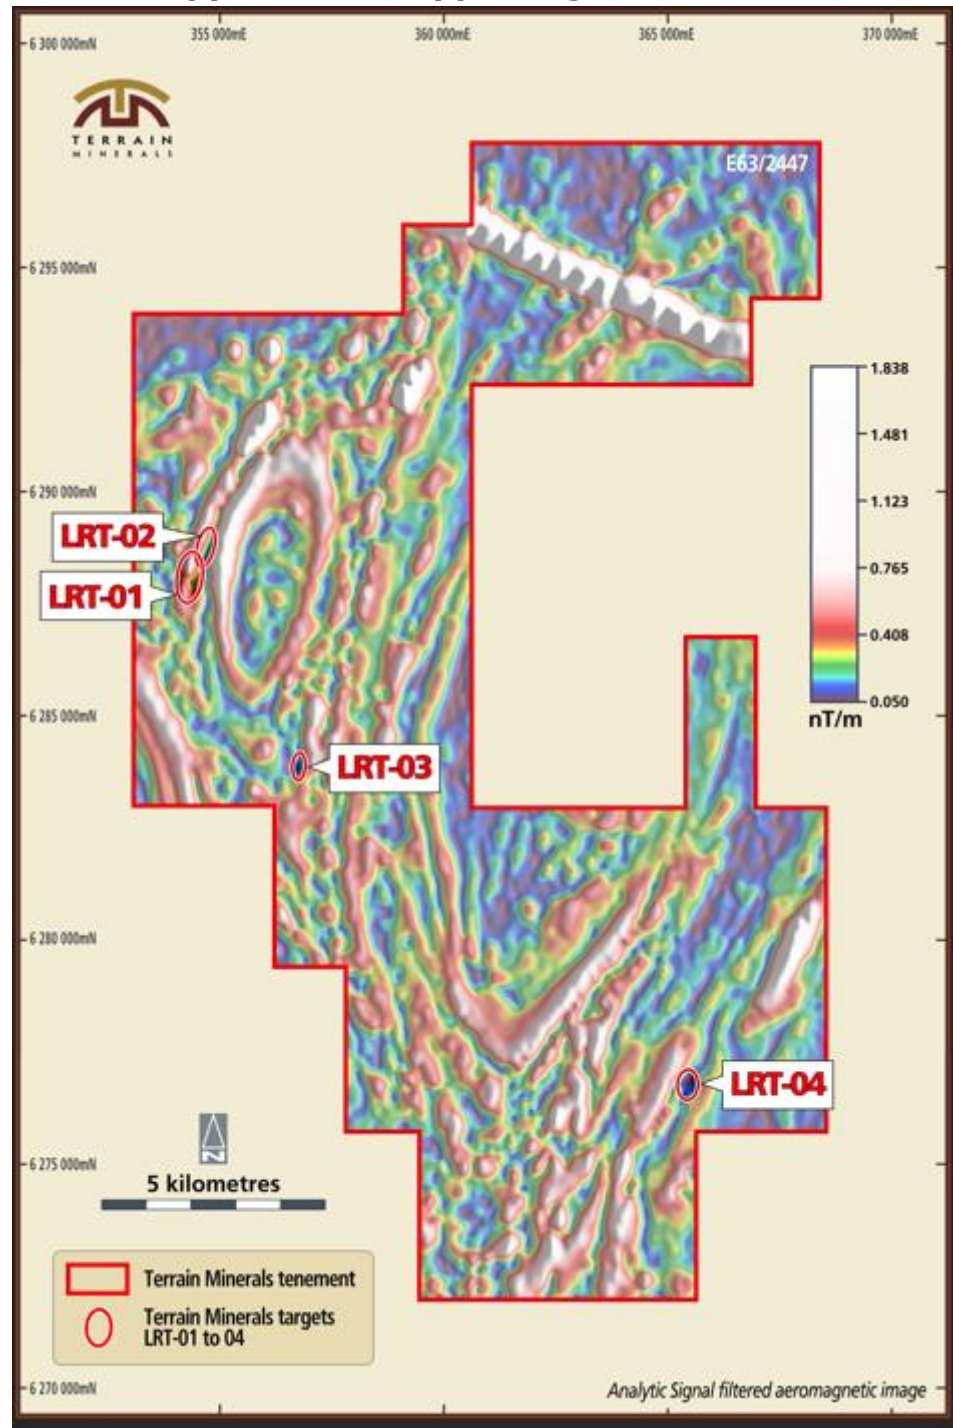 355 000mE
360 000mE
365 000mE
370 000mE
6 300 000mN
TERRAIN
MINERALS
E63/2447
6 295 000mN
1.838
1.481
6 290 000mN
1.123
LRT-02
0.765
LRT-01
0.408
0.050
6 285 000mN
nT/m
LRT-03
6 280 000mN
LRT-04
N
6 275 000mN
5 kilometres
Terrain Minerals tenement
Terrain Minerals targets
LRT-01 to 04
6 270 000mN
Analytic Signal filtered aeromagnetic image